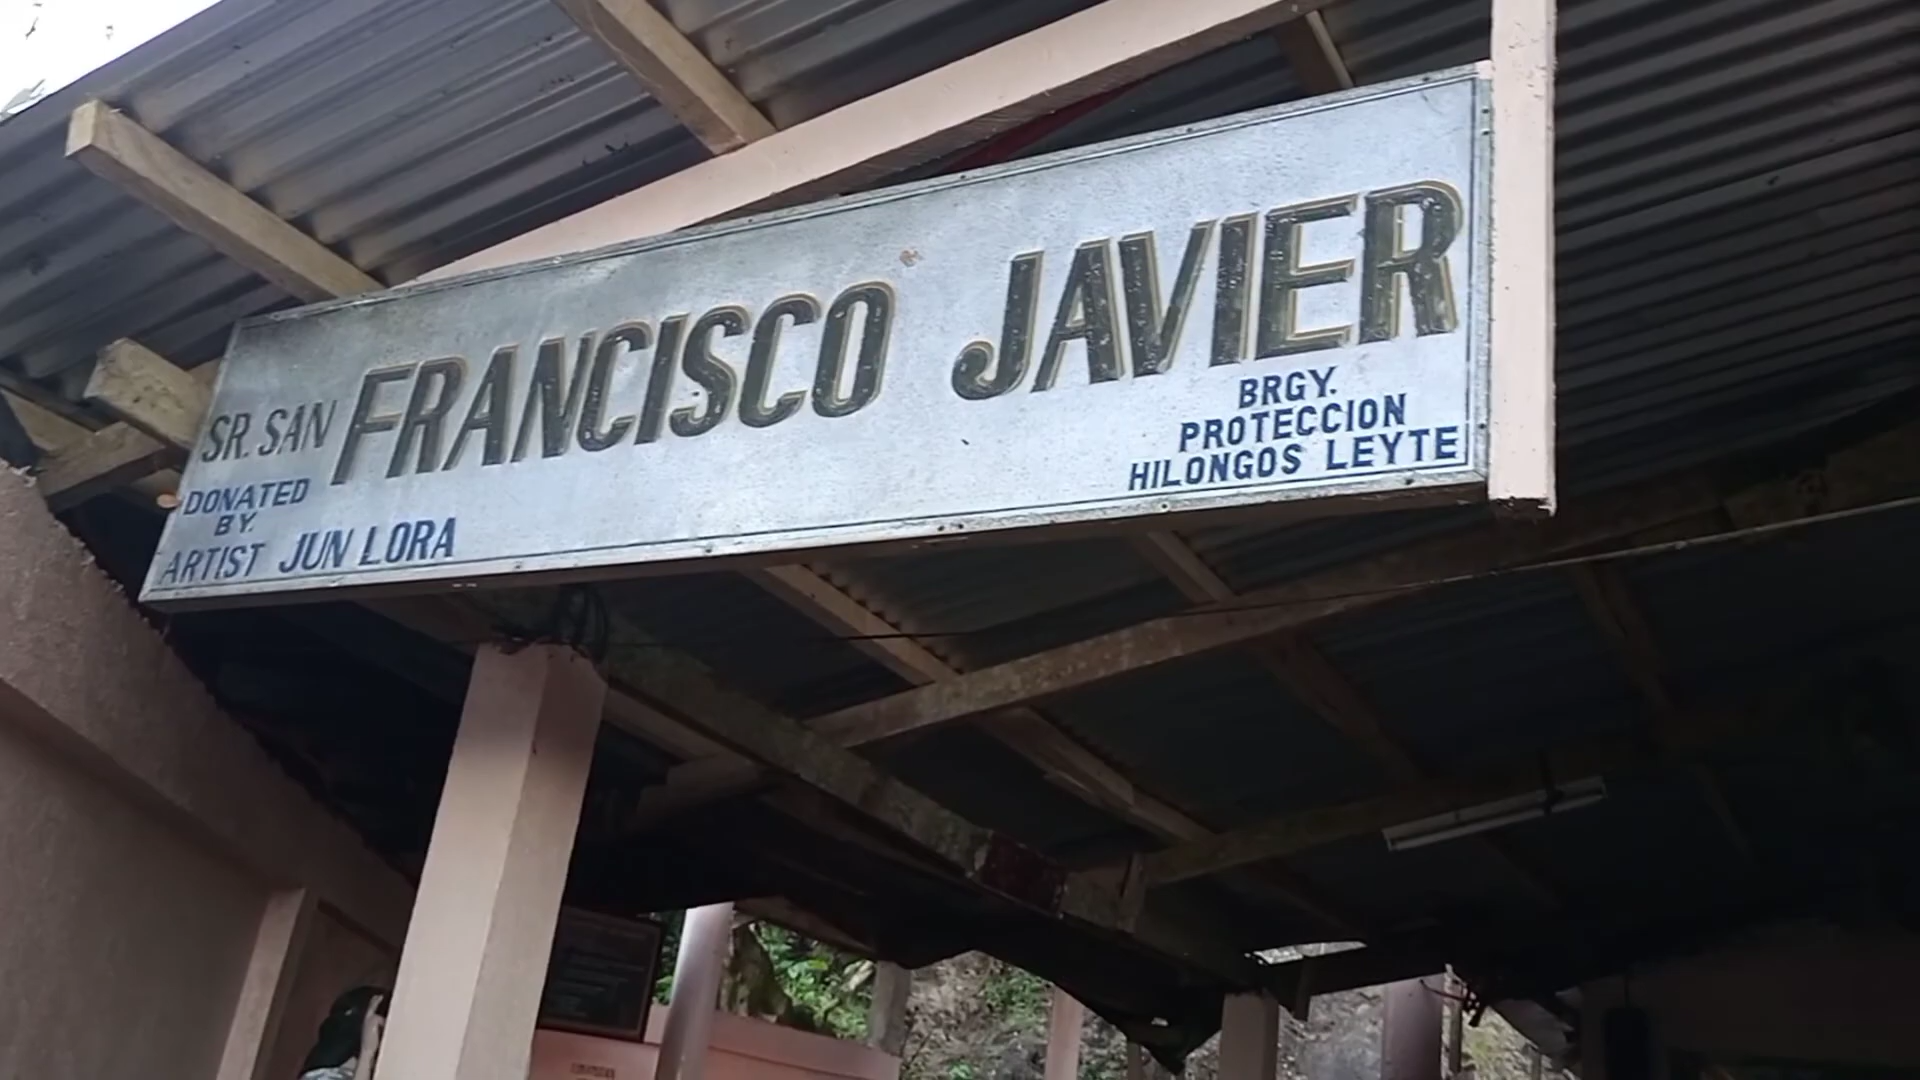 SR. SAN FRANCISCO JAVIER
DONATED
BY.
ARTIST JUN LORA
BRGY.
PROTECCION
HILONGOS LEYTE